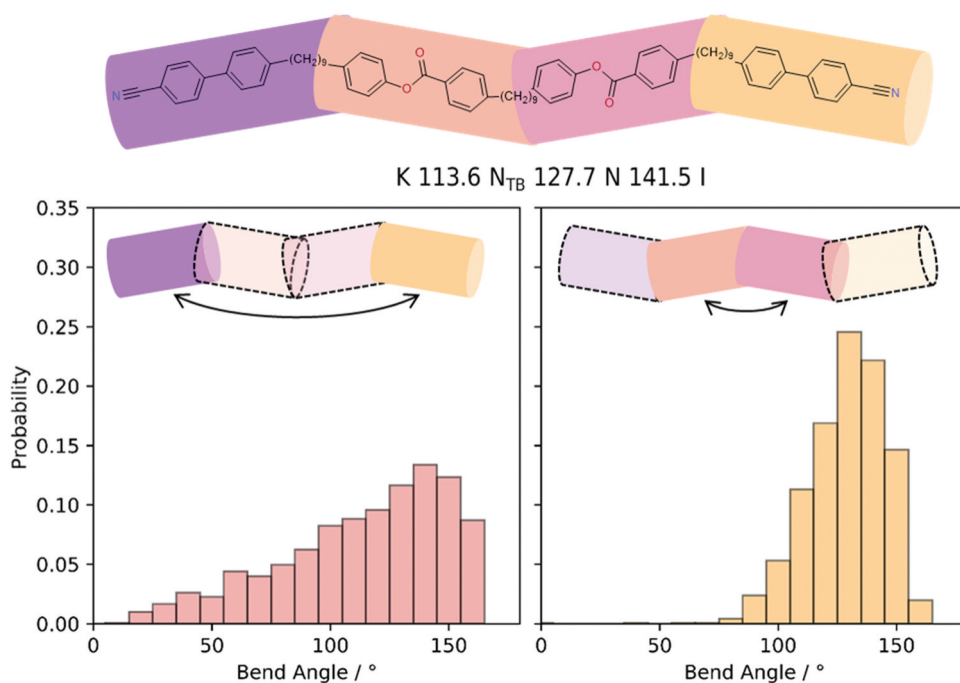 N (CH₂)₉ O O (CH₂)₉ O O (CH₂)₉ N
K 113.6 N_TB 127.7 N 141.5 I
Probability
0.35
0.30
0.25
0.20
0.15
0.10
0.05
0.00
0 50 100 150
Bend Angle / °
0 50 100 150
Bend Angle / °